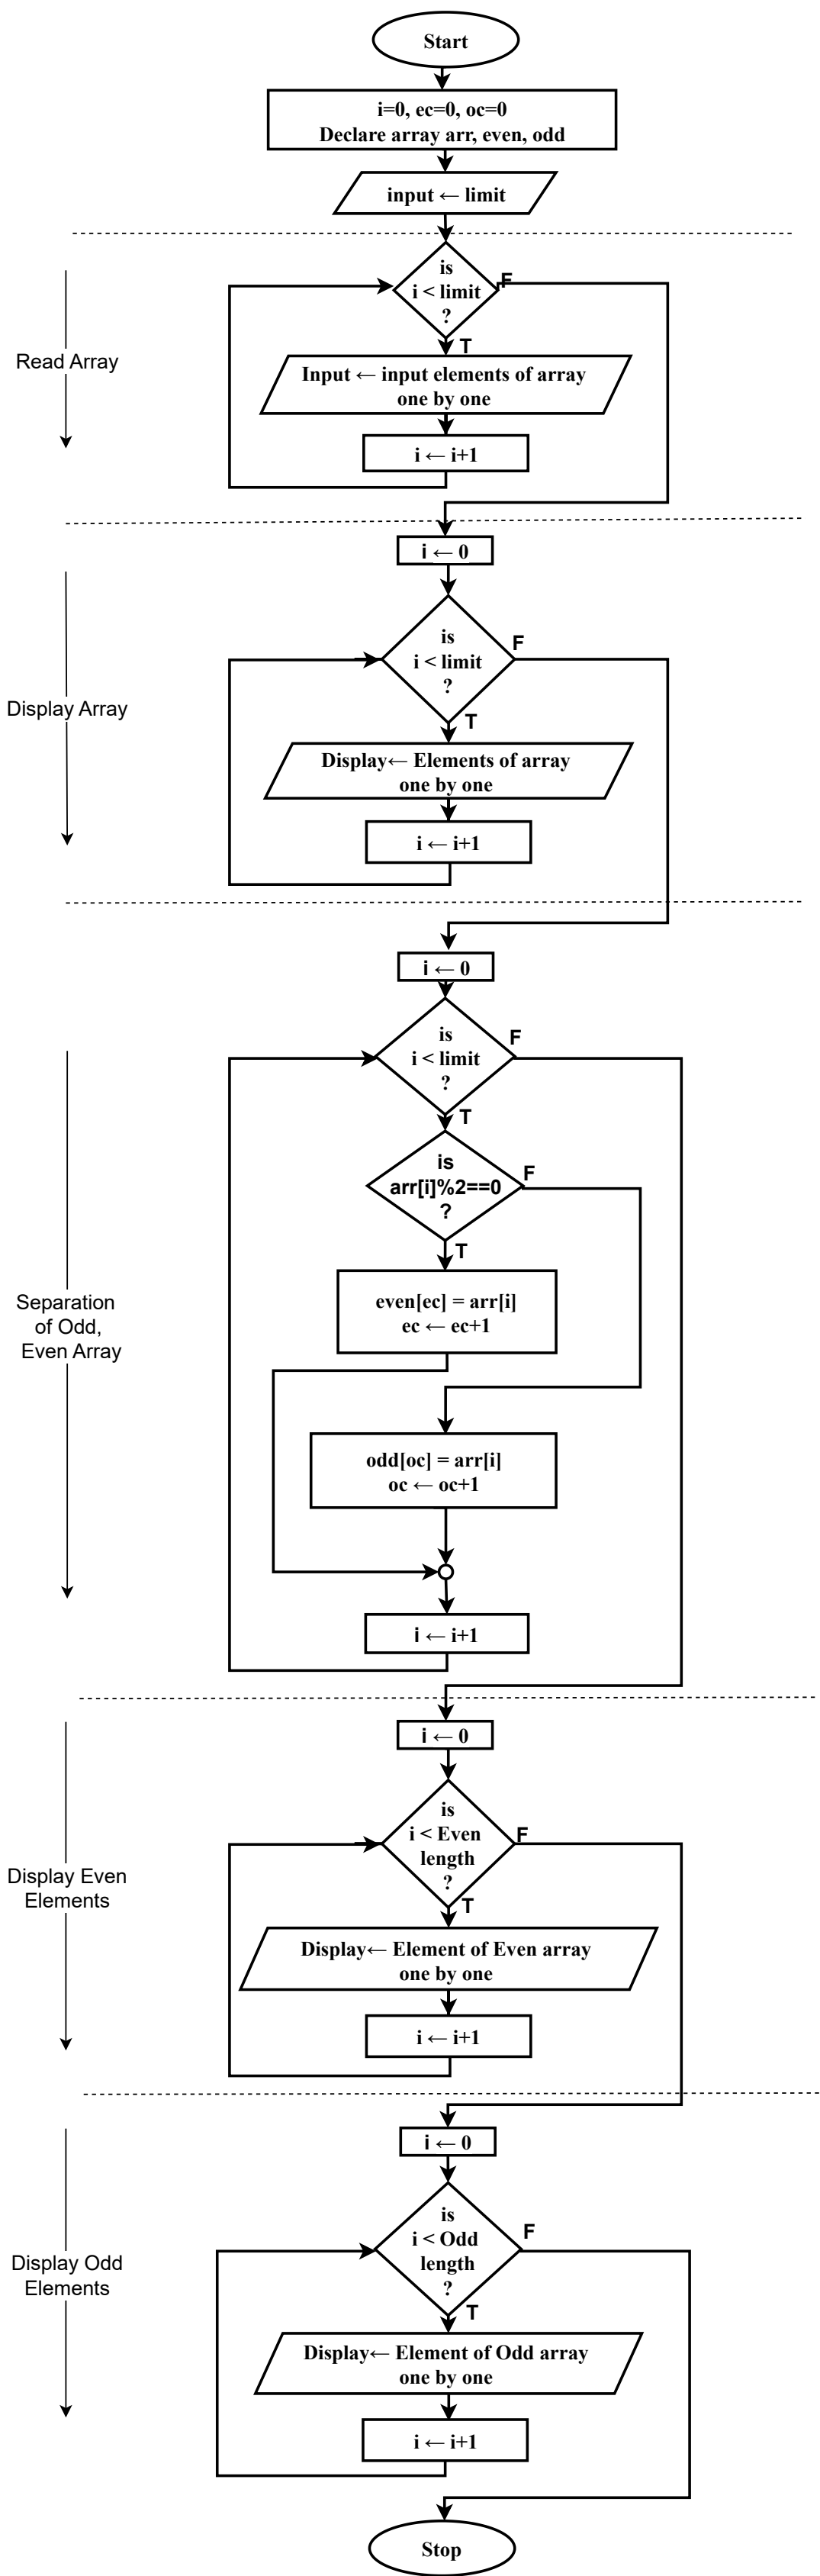 Start
i=0, ec=0, oc=0
Declare array arr, even, odd
input ← limit
is
i < limit
?
F
T
Read Array
Input ← input elements of array
one by one
i ← i+1
i ← 0
is
i < limit
?
F
T
Display Array
Display← Elements of array
one by one
i ← i+1
i ← 0
is
i < limit
?
F
T
is
arr[i]%2==0
?
F
T
Separation
of Odd,
Even Array
even[ec] = arr[i]
ec ← ec+1
odd[oc] = arr[i]
oc ← oc+1
i ← i+1
i ← 0
is
i < Even
length
?
F
T
Display Even
Elements
Display← Element of Even array
one by one
i ← i+1
i ← 0
is
i < Odd
length
?
F
T
Display Odd
Elements
Display← Element of Odd array
one by one
i ← i+1
Stop